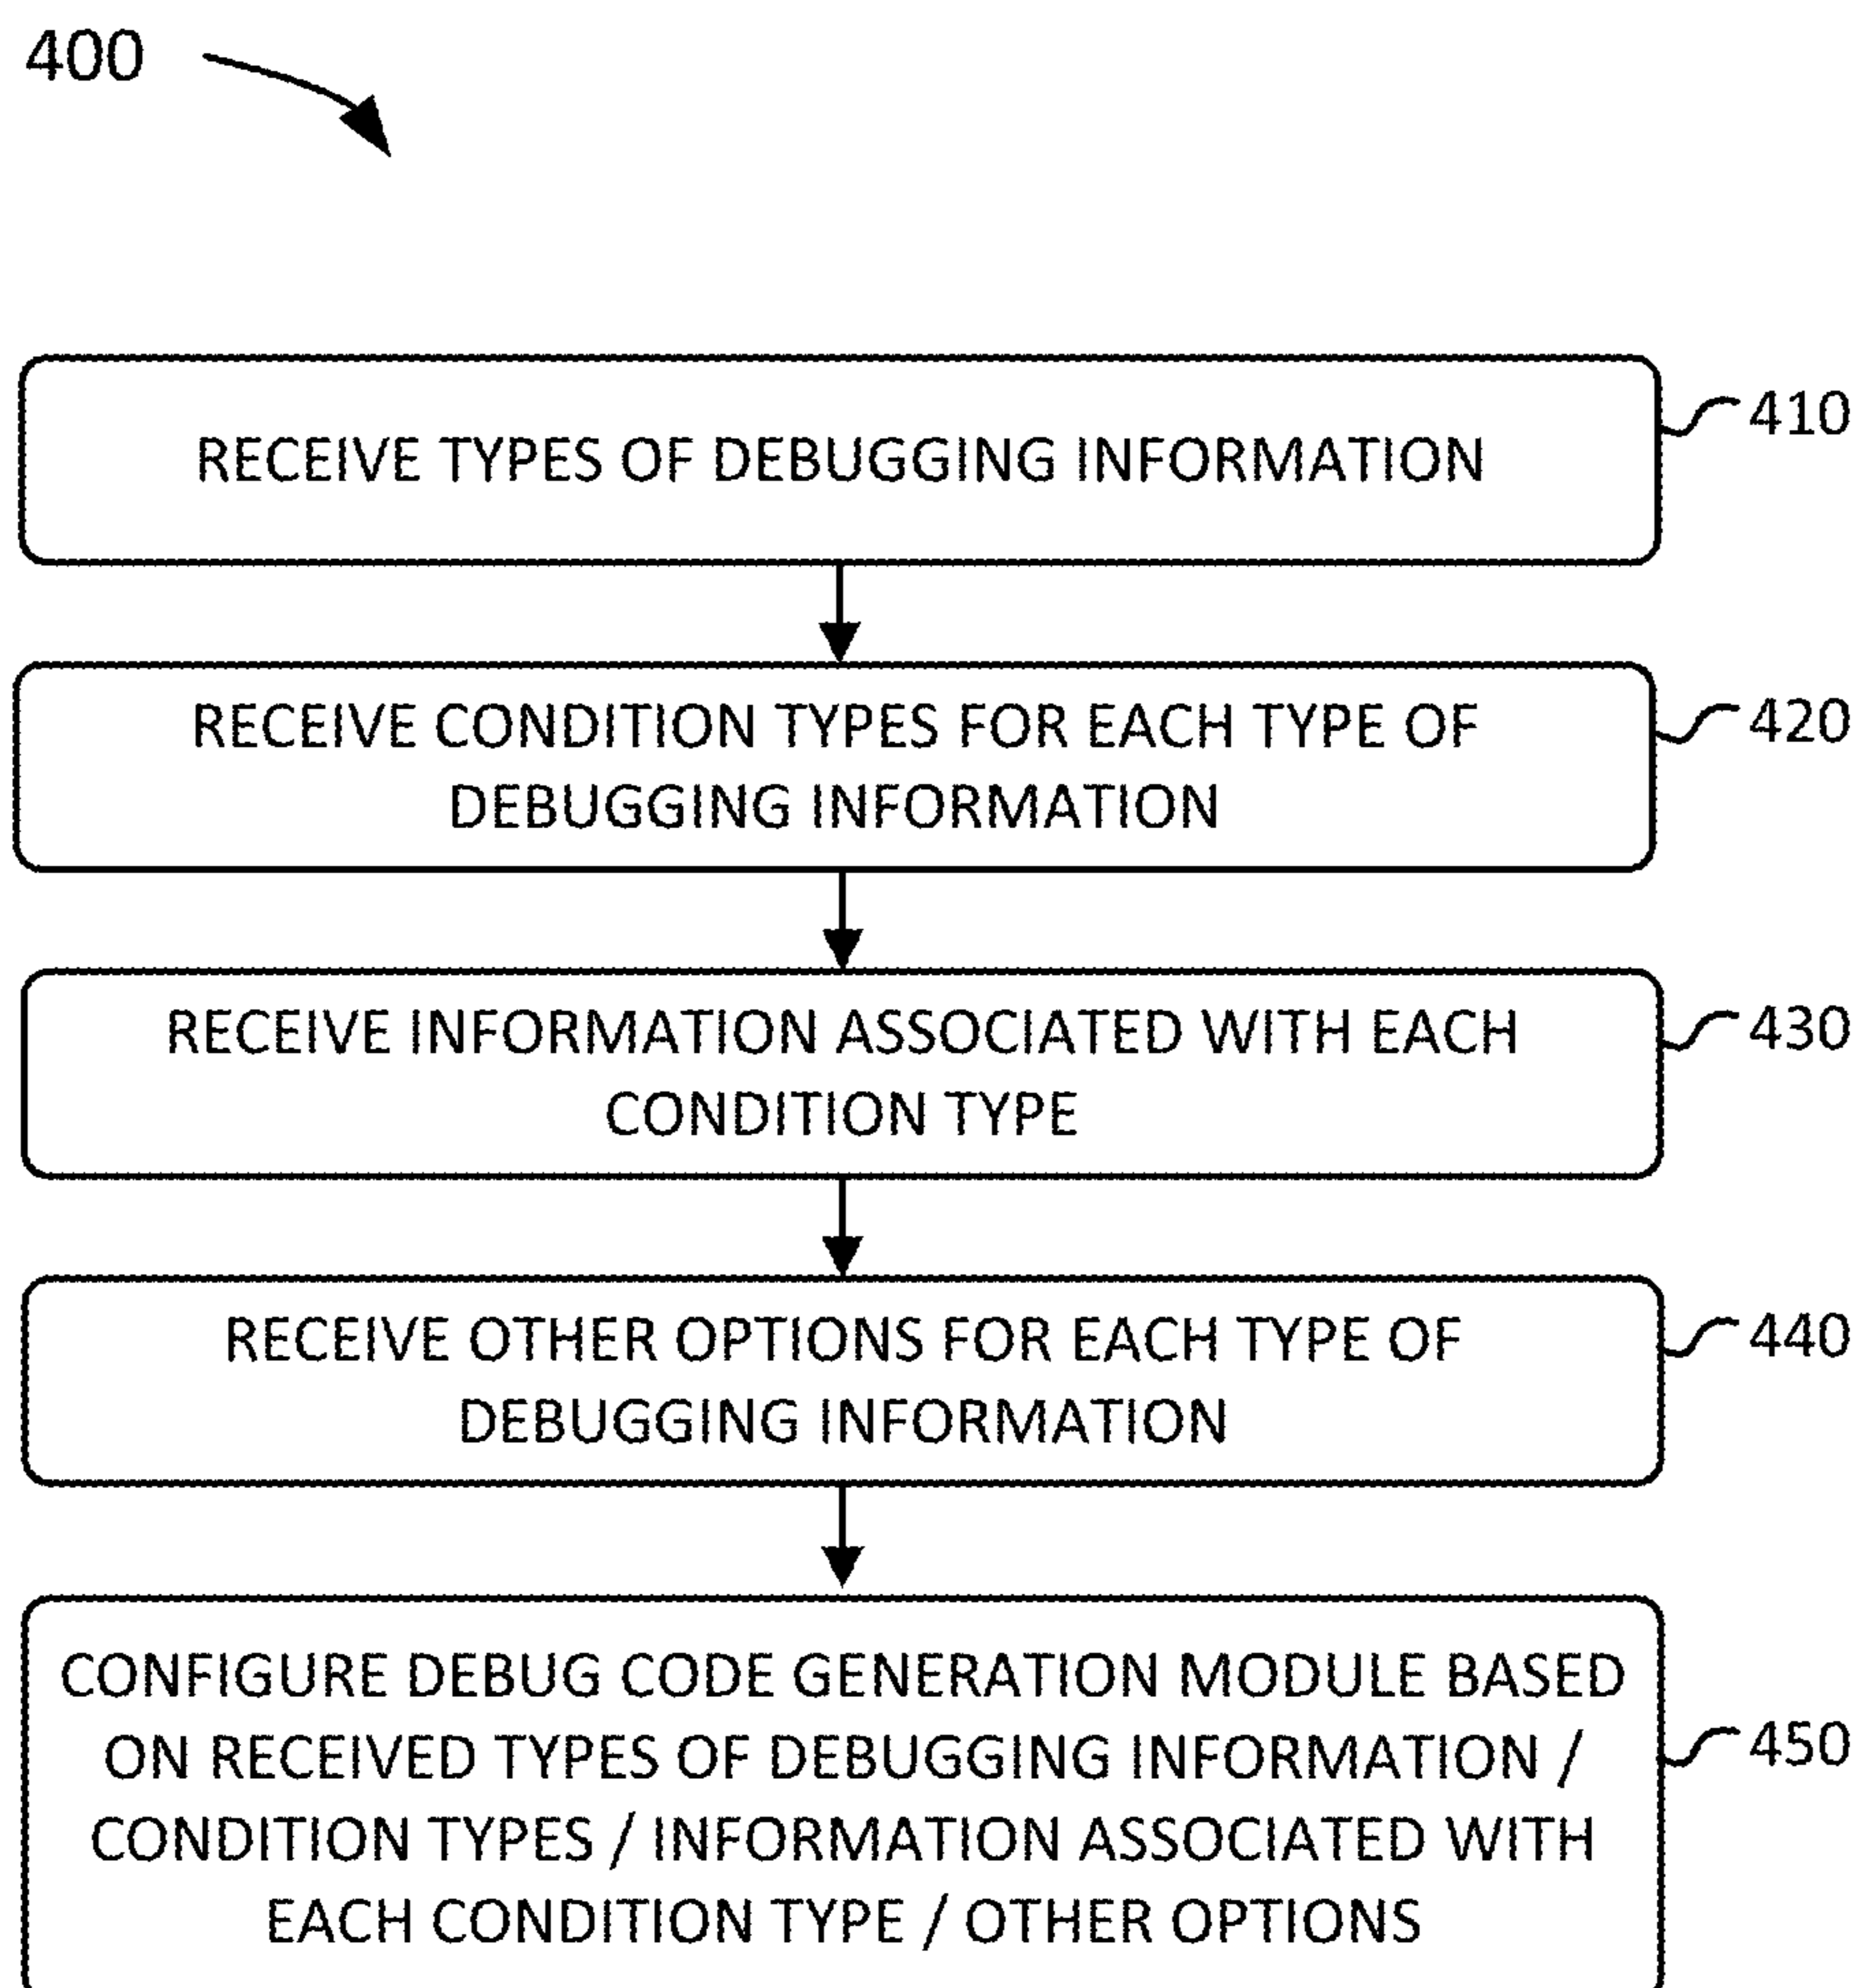 400
RECEIVE TYPES OF DEBUGGING INFORMATION
410
RECEIVE CONDITION TYPES FOR EACH TYPE OF
DEBUGGING INFORMATION
420
RECEIVE INFORMATION ASSOCIATED WITH EACH
CONDITION TYPE
430
RECEIVE OTHER OPTIONS FOR EACH TYPE OF
DEBUGGING INFORMATION
440
CONFIGURE DEBUG CODE GENERATION MODULE BASED
ON RECEIVED TYPES OF DEBUGGING INFORMATION /
CONDITION TYPES / INFORMATION ASSOCIATED WITH
EACH CONDITION TYPE / OTHER OPTIONS
450